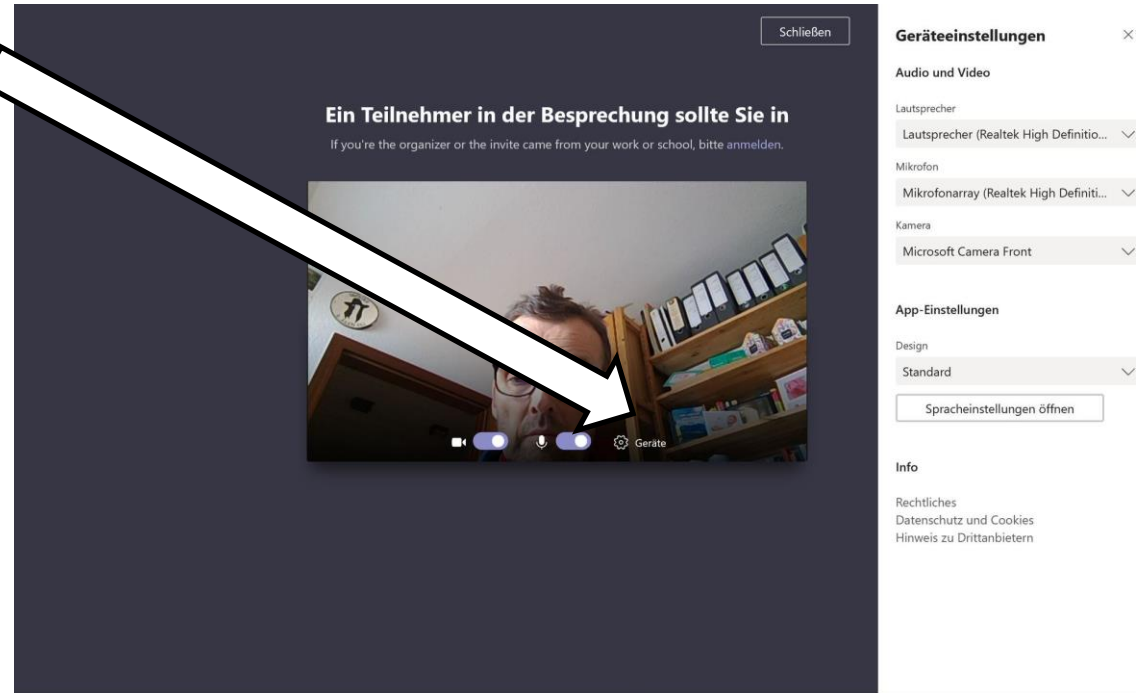 Schließen
Ein Teilnehmer in der Besprechung sollte Sie in
If you're the organizer or the invite came from your work or school, bitte anmelden.
Geräte
Geräteeinstellungen
Audio und Video
Lautsprecher
Lautsprecher (Realtek High Definitio...
Mikrofon
Mikrofonarray (Realtek High Definiti...
Kamera
Microsoft Camera Front
App-Einstellungen
Design
Standard
Spracheinstellungen öffnen
Info
Rechtliches
Datenschutz und Cookies
Hinweis zu Drittanbietern